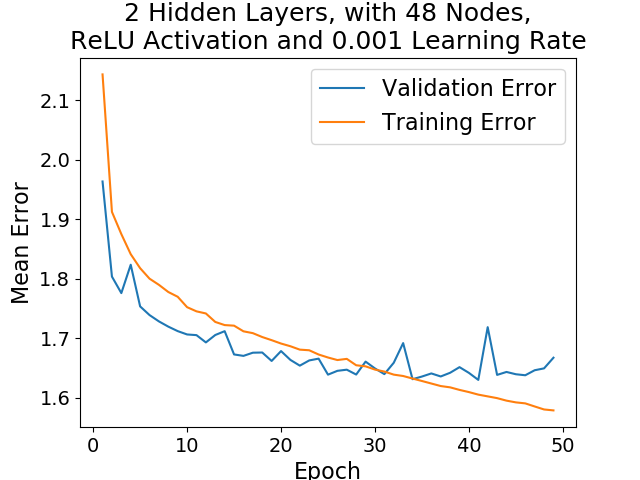 2 Hidden Layers, with 48 Nodes,
ReLU Activation and 0.001 Learning Rate
Validation Error
Training Error
Mean Error
2.1
2.0
1.9
1.8
1.7
1.6
0 10 20 30 40 50
Epoch